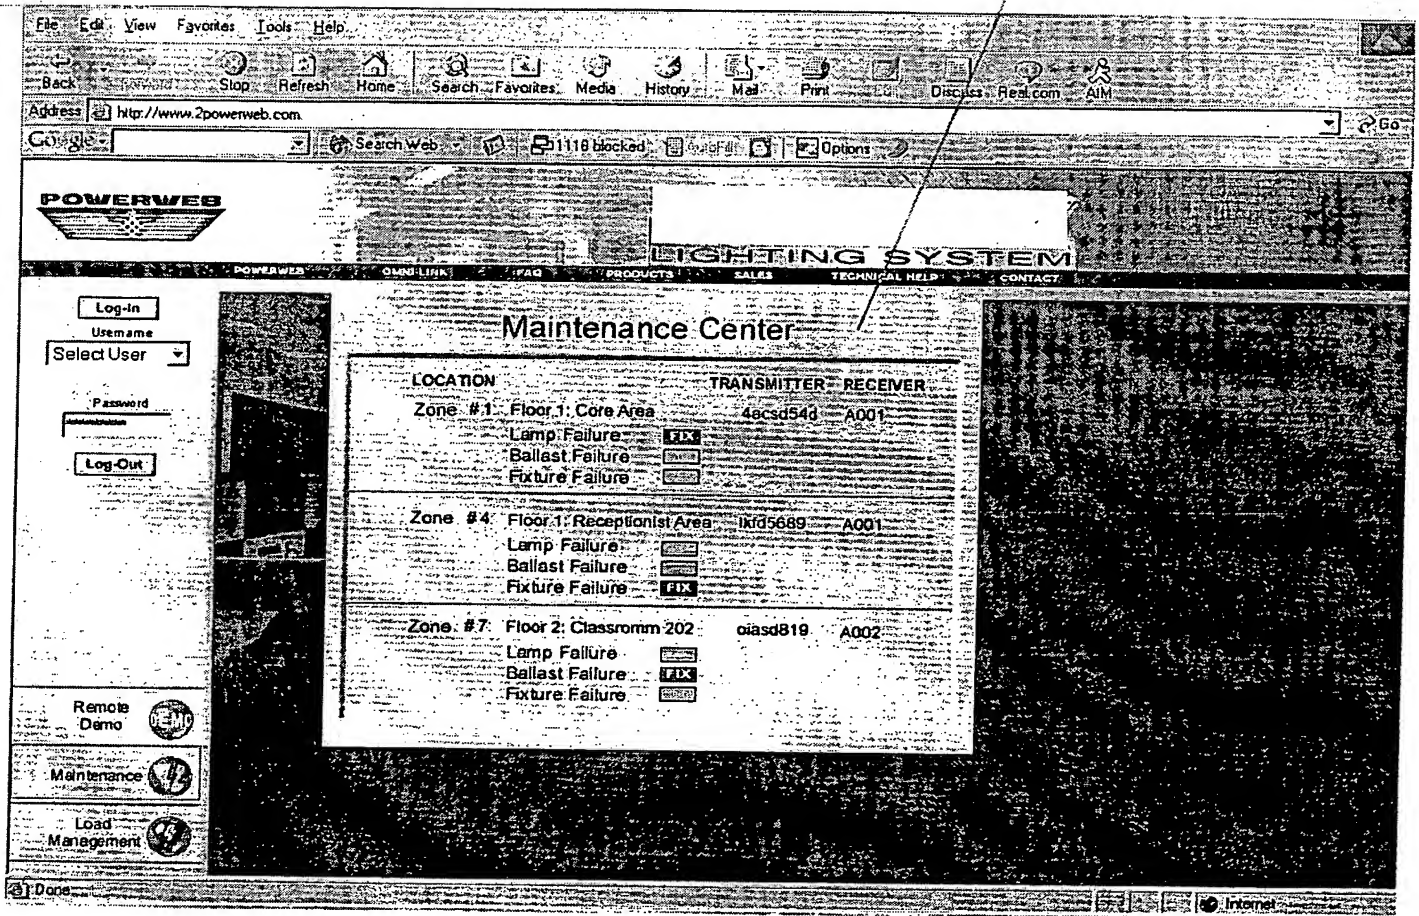 File Edit View Favorites Tools Help
Back Forward Stop Refresh Home Search Favorites Media History Mail Print Edit Discuss Real.com AIM
Address http://www.2powerweb.com Go
Google Search Web 1116 blocked AutoFill Options
POWERWEB
LIGHTING SYSTEM
POWERWEB OMNI-LINK FAQ PRODUCTS SALES TECHNICAL HELP CONTACT
Log-In
Username
Select User
Password
Log-Out
Maintenance Center
LOCATION TRANSMITTER RECEIVER
Zone #1 Floor 1: Core Area 4acsd54d A001
Lamp Failure FIX
Ballast Failure
Fixture Failure
Zone #4 Floor 1: Receptionist Area lkfd5689 A001
Lamp Failure
Ballast Failure
Fixture Failure FIX
Zone #7 Floor 2: Classromm 202 oiasd819 A002
Lamp Failure
Ballast Failure FIX
Fixture Failure
Remote
Demo DEMO
Maintenance
Load
Management
Done Internet